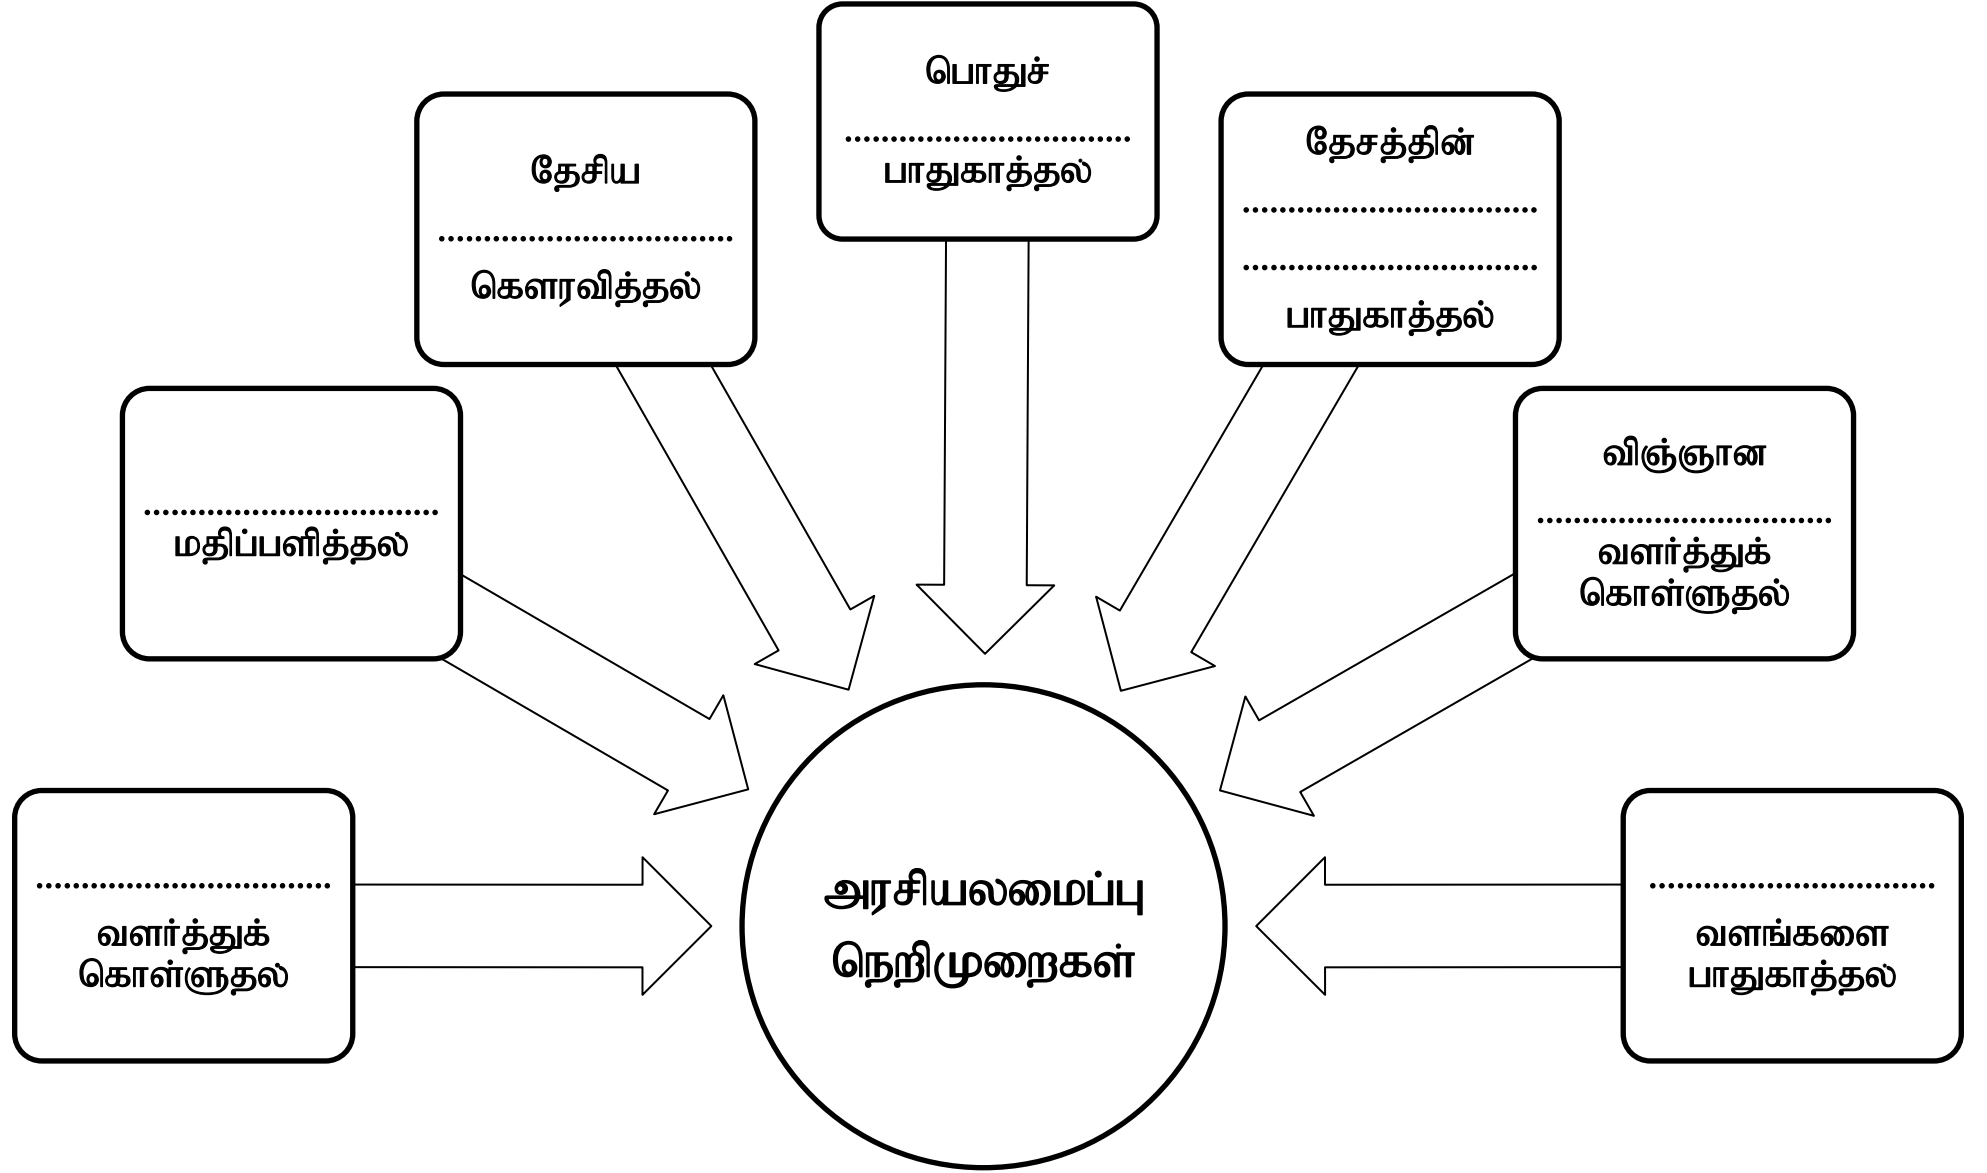 பொதுச்
..............................
பாதுகாத்தல்
தேசிய
...............................
கௌரவித்தல்
தேசத்தின்
...............................
...............................
பாதுகாத்தல்
...............................
மதிப்பளித்தல்
விஞ்ஞான
...............................
வளர்த்துக்
கொள்ளுதல்
...............................
வளர்த்துக்
கொள்ளுதல்
அரசியலமைப்பு
நெறிமுறைகள்
..............................
வளங்களை
பாதுகாத்தல்